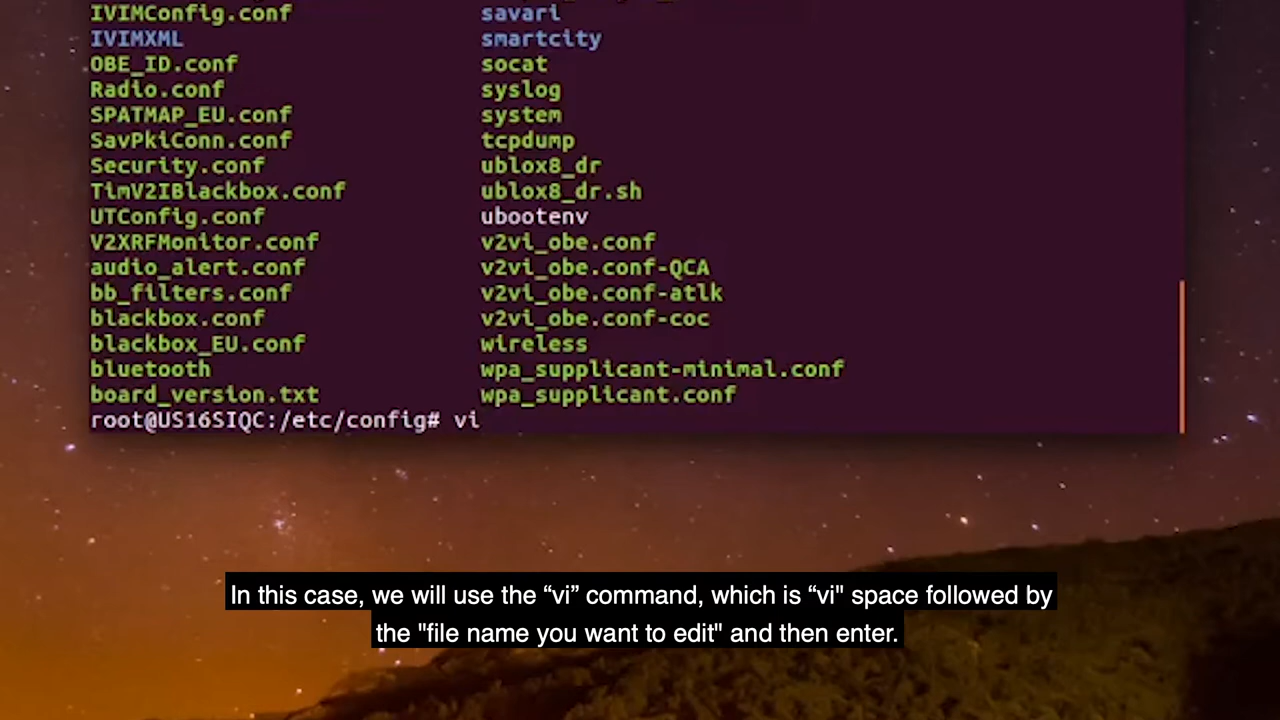 IVIMConfig.conf savari
IVIMXML smartcity
OBE_ID.conf socat
Radio.conf syslog
SPATMAP_EU.conf system
SavPkiConn.conf tcpdump
Security.conf ublox8_dr
TimV2IBlackbox.conf ublox8_dr.sh
UTConfig.conf ubootenv
V2XRFMonitor.conf v2vi_obe.conf
audio_alert.conf v2vi_obe.conf-QCA
bb_filters.conf v2vi_obe.conf-atlk
blackbox.conf v2vi_obe.conf-coc
blackbox_EU.conf wireless
bluetooth wpa_supplicant-minimal.conf
board_version.txt wpa_supplicant.conf
root@US16SIQC:/etc/config# vi
In this case, we will use the “vi” command, which is “vi" space followed by
the "file name you want to edit" and then enter.